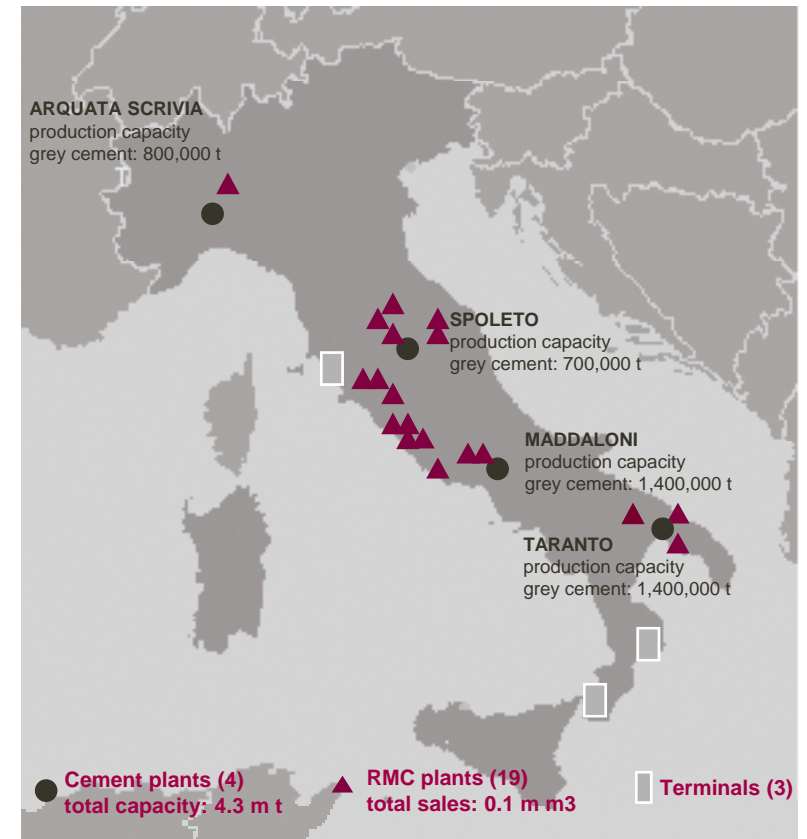 ARQUATA SCRIVIA
production capacity
grey cement: 800,000 t
SPOLETO
production capacity
grey cement: 700,000 t
MADDALONI
production capacity
grey cement: 1,400,000 t
TARANTO
production capacity
grey cement: 1,400,000 t
Cement plants (4)
total capacity: 4.3 m t
RMC plants (19)
total sales: 0.1 m m3
Terminals (3)